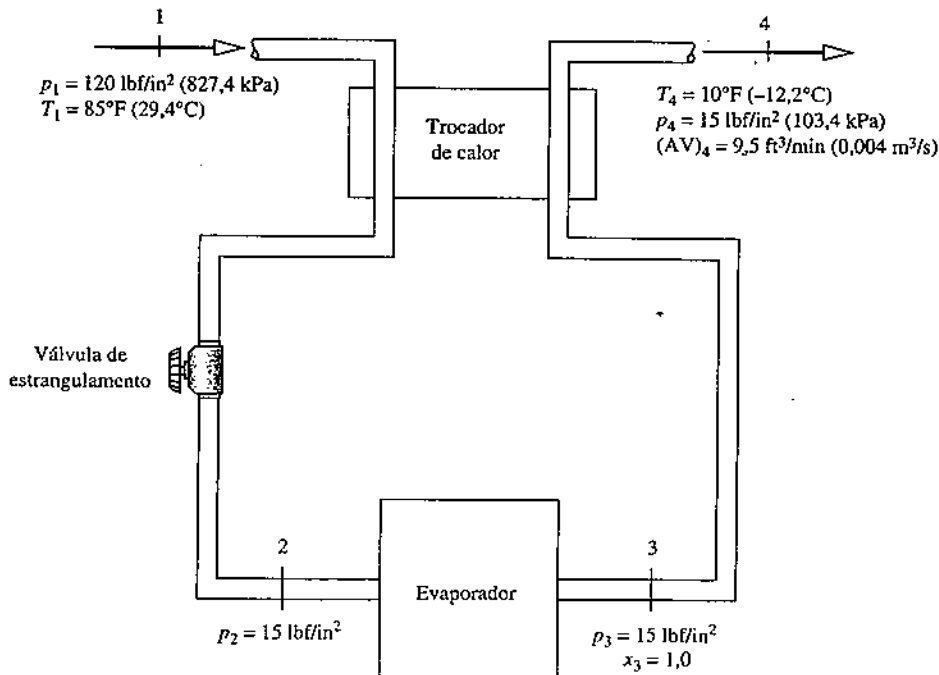 1
p₁ = 120 lbf/in² (827,4 kPa)
T₁ = 85°F (29,4°C)
4
T₄ = 10°F (–12,2°C)
p₄ = 15 lbf/in² (103,4 kPa)
(AV)₄ = 9,5 ft³/min (0,004 m³/s)
Trocador
de calor
Válvula de
estrangulamento
2
p₂ = 15 lbf/in²
Evaporador
3
p₃ = 15 lbf/in²
x₃ = 1,0